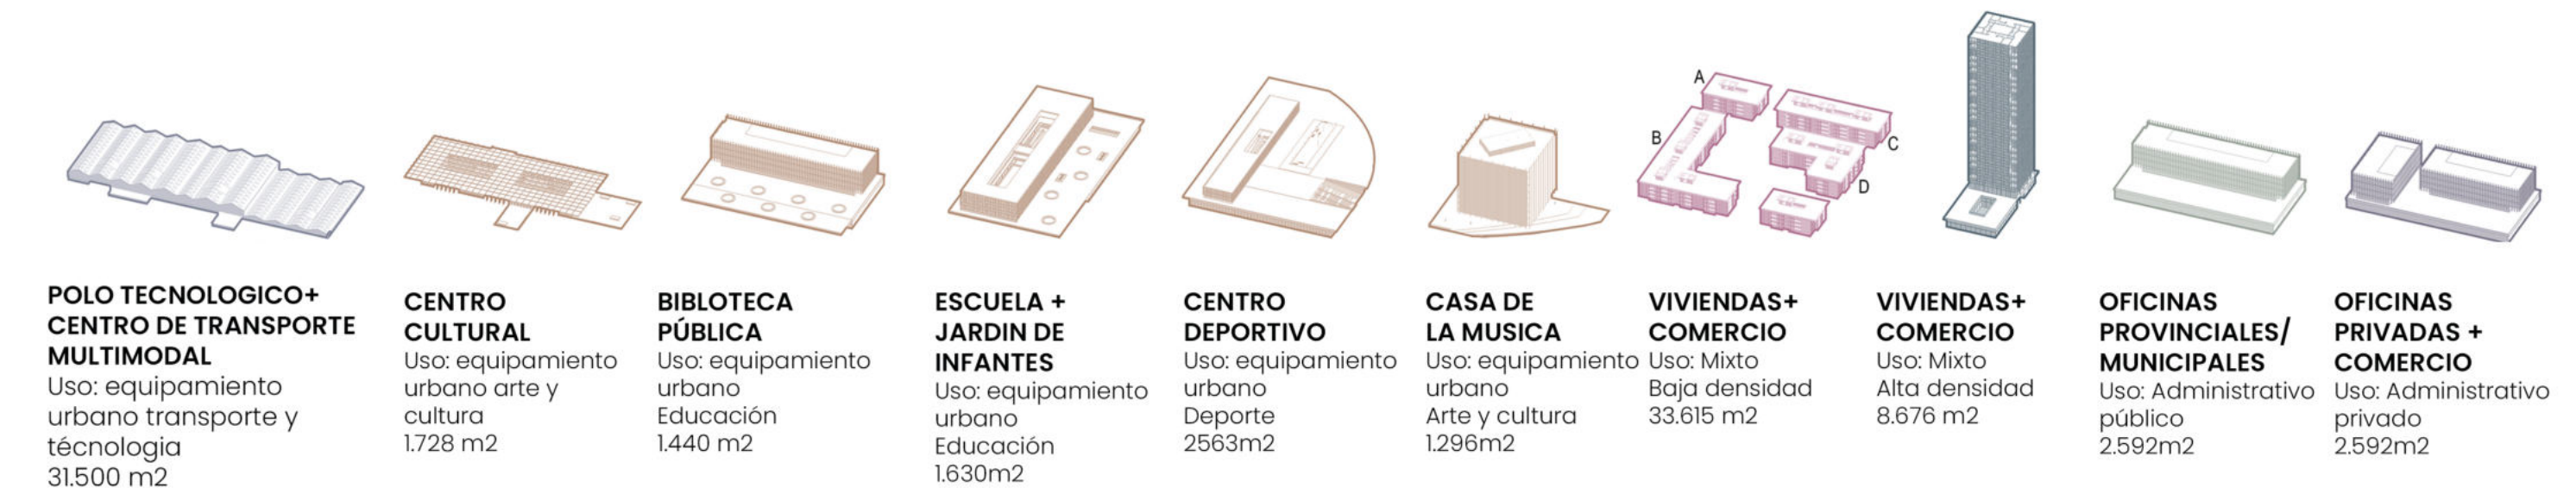 A
B
C
D
POLO TECNOLOGICO+
CENTRO DE TRANSPORTE
MULTIMODAL
Uso: equipamiento
urbano transporte y
técnologia
31.500 m2
CENTRO
CULTURAL
Uso: equipamiento
urbano arte y
cultura
1.728 m2
BIBLOTECA
PÚBLICA
Uso: equipamiento
urbano
Educación
1.440 m2
ESCUELA +
JARDIN DE
INFANTES
Uso: equipamiento
urbano
Educación
1.630m2
CENTRO
DEPORTIVO
Uso: equipamiento
urbano
Deporte
2563m2
CASA DE
LA MUSICA
Uso: equipamiento
urbano
Arte y cultura
1.296m2
VIVIENDAS+
COMERCIO
Uso: Mixto
Baja densidad
33.615 m2
VIVIENDAS+
COMERCIO
Uso: Mixto
Alta densidad
8.676 m2
OFICINAS
PROVINCIALES/
MUNICIPALES
Uso: Administrativo
público
2.592m2
OFICINAS
PRIVADAS +
COMERCIO
Uso: Administrativo
privado
2.592m2